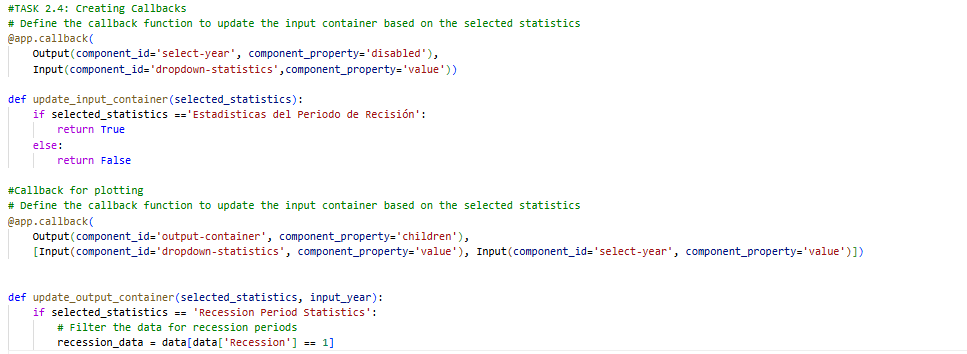 #TASK 2.4: Creating Callbacks
# Define the callback function to update the input container based on the selected statistics
@app.callback(
    Output(component_id='select-year', component_property='disabled'),
    Input(component_id='dropdown-statistics',component_property='value'))
def update_input_container(selected_statistics):
    if selected_statistics =='Estadisticas del Periodo de Recisión':
        return True
    else:
        return False
#Callback for plotting
# Define the callback function to update the input container based on the selected statistics
@app.callback(
    Output(component_id='output-container', component_property='children'),
    [Input(component_id='dropdown-statistics', component_property='value'), Input(component_id='select-year', component_property='value')])
def update_output_container(selected_statistics, input_year):
    if selected_statistics == 'Recession Period Statistics':
        # Filter the data for recession periods
        recession_data = data[data['Recession'] == 1]